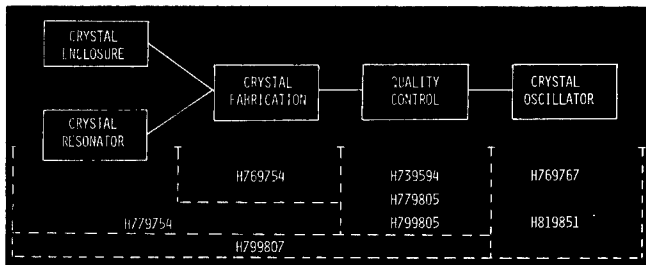 CRYSTAL
ENCLOSURE
CRYSTAL
RESONATOR
CRYSTAL
FABRICATION
QUALITY
CONTROL
CRYSTAL
OSCILLATOR
H769754
H739594
H769767
H779805
H779754
H799805
H819851
H799807